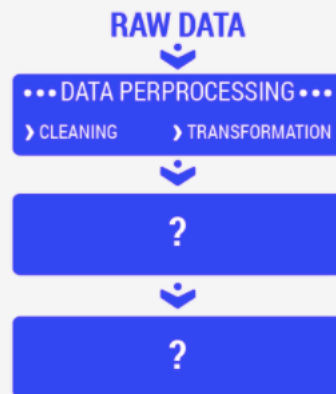 RAW DATA
•••DATA PERPROCESSING•••
❯ CLEANING ❯ TRANSFORMATION
?
?